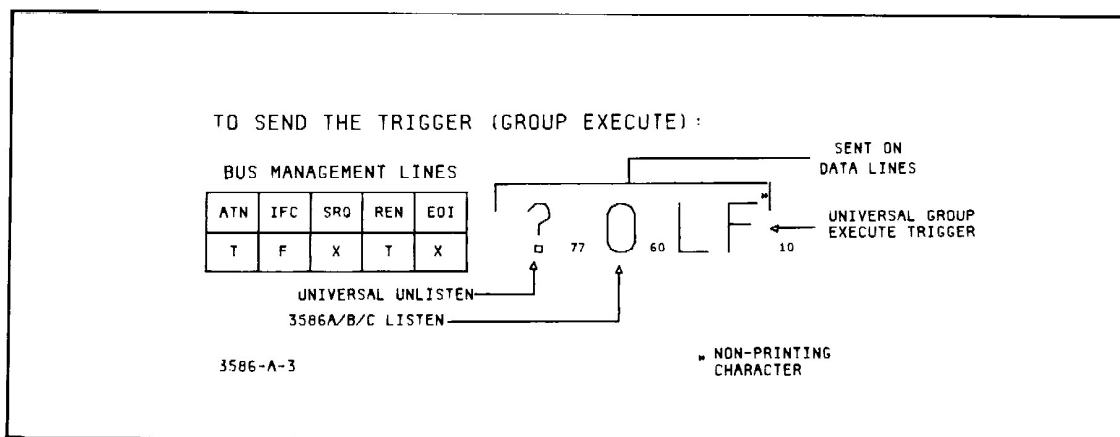 TO SEND THE TRIGGER (GROUP EXECUTE):
SENT ON
DATA LINES
BUS MANAGEMENT LINES
ATN IFC SRQ REN EOI
T F X T X
? 77 0 60 L F * 10
UNIVERSAL GROUP
EXECUTE TRIGGER
UNIVERSAL UNLISTEN
3586A/B/C LISTEN
3586-A-3
* NON-PRINTING
CHARACTER